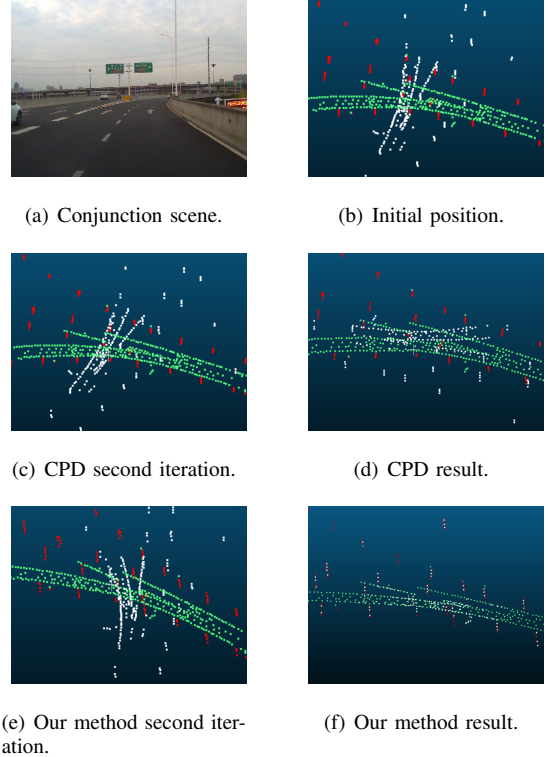 (a) Conjunction scene.
(b) Initial position.
(c) CPD second iteration.
(d) CPD result.
(e) Our method second iter-
ation.
(f) Our method result.